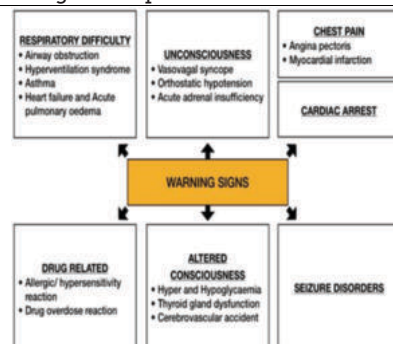 RESPIRATORY DIFFICULTY
• Airway obstruction
• Hyperventilation syndrome
• Asthma
• Heart failure and Acute
pulmonary oedema
UNCONSCIOUSNESS
• Vasovagal syncope
• Orthostatic hypotension
• Acute adrenal insufficiency
CHEST PAIN
• Angina pectoris
• Myocardial infarction
CARDIAC ARREST
WARNING SIGNS
DRUG RELATED
• Allergic/ hypersensitivity
reaction
• Drug overdose reaction
ALTERED
CONSCIOUSNESS
• Hyper and Hypoglycaemia
• Thyroid gland dysfunction
• Cerebrovascular accident
SEIZURE DISORDERS